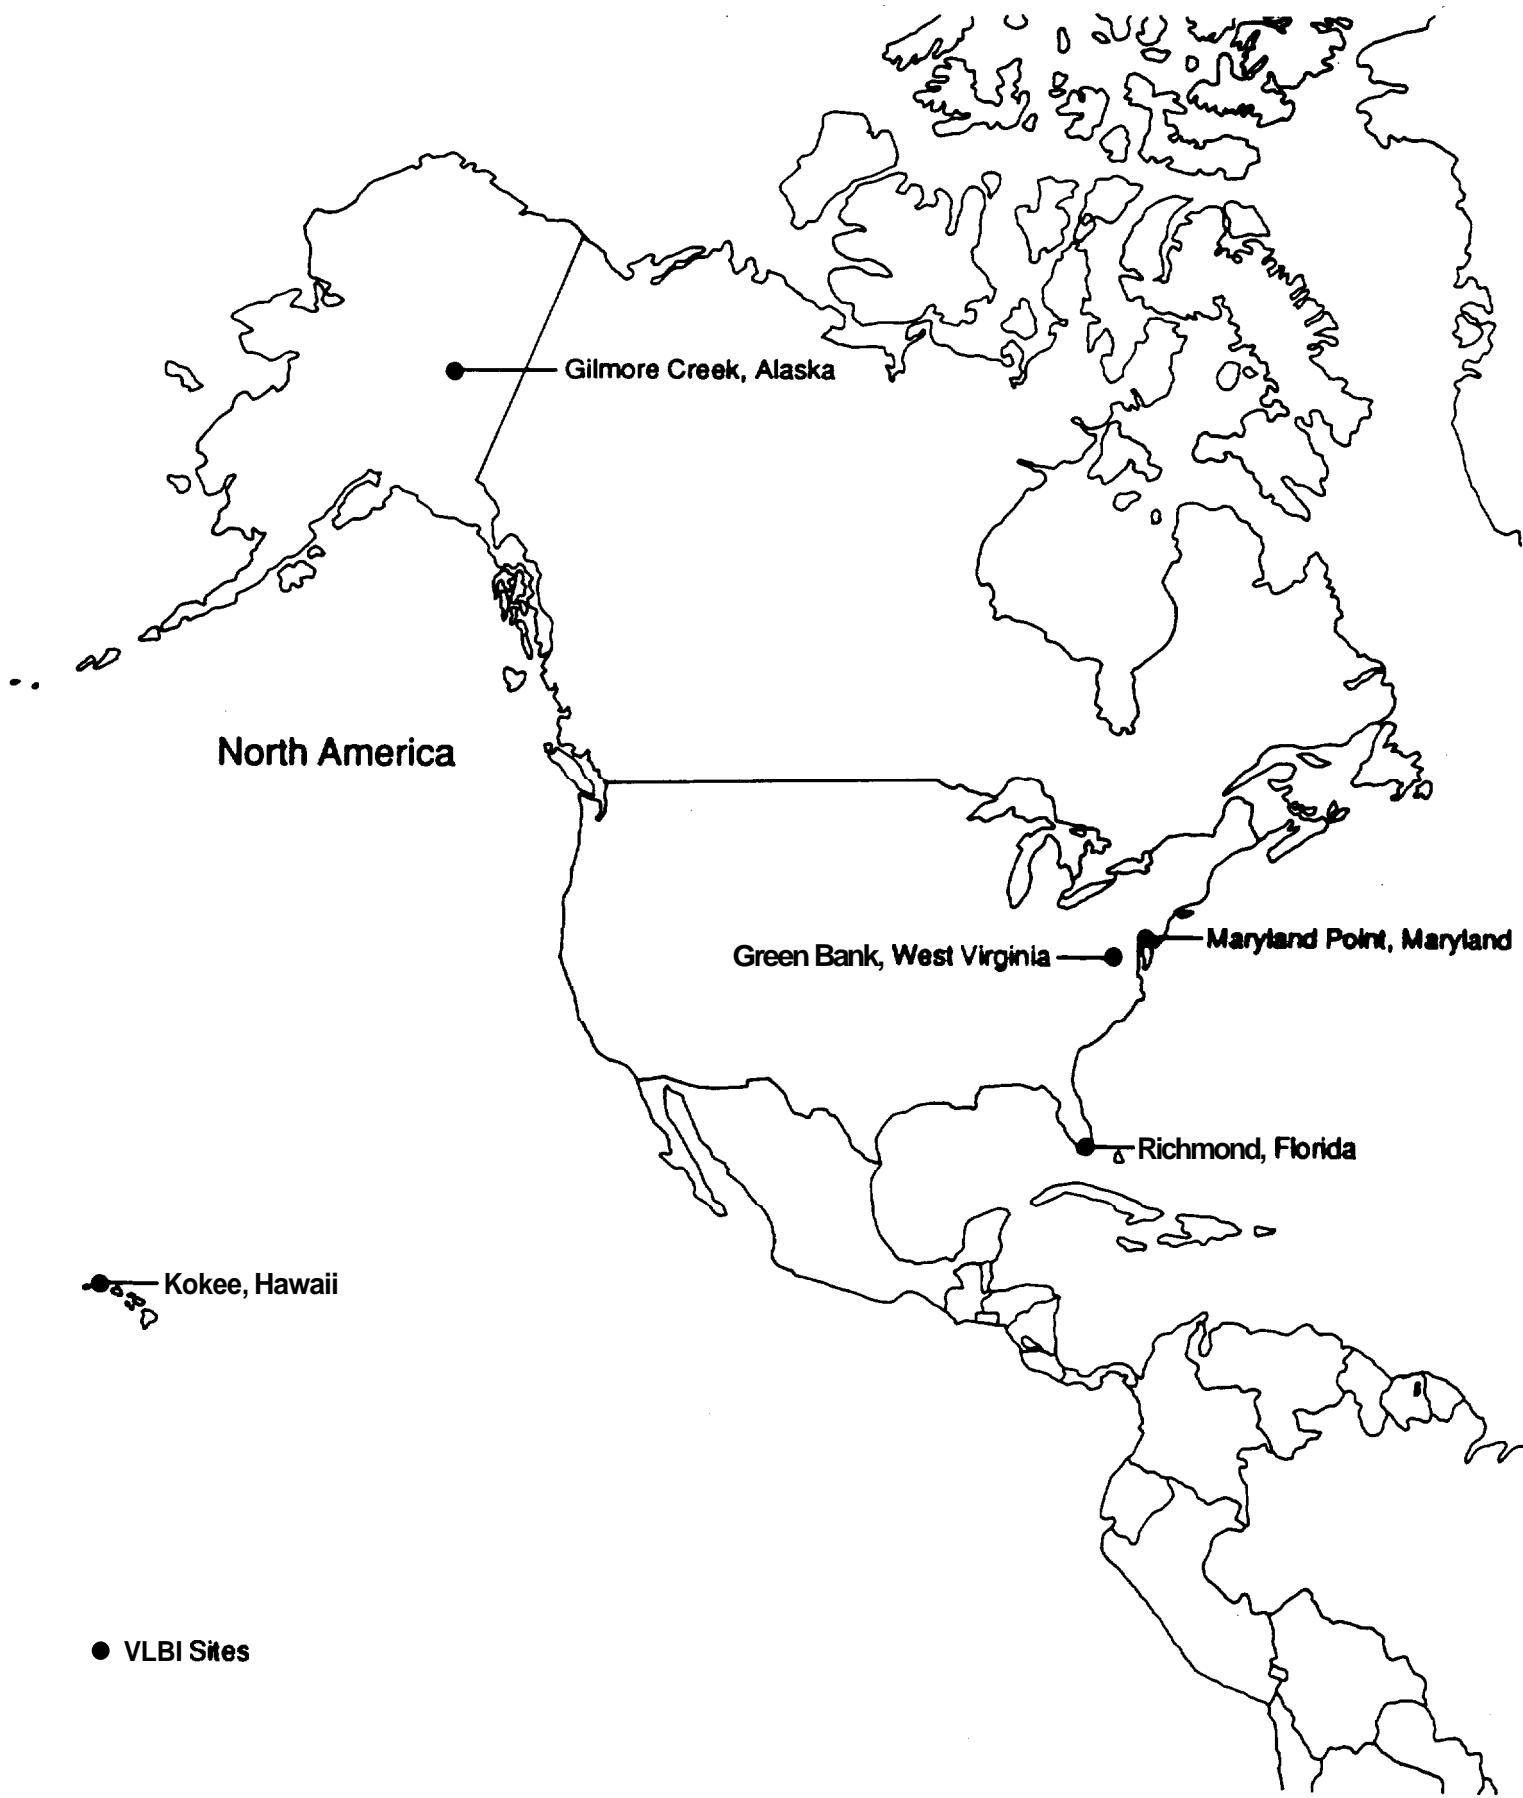 Gilmore Creek, Alaska
North America
Maryland Point, Maryland
Green Bank, West Virginia
Richmond, Florida
Kokee, Hawaii
VLBI Sites